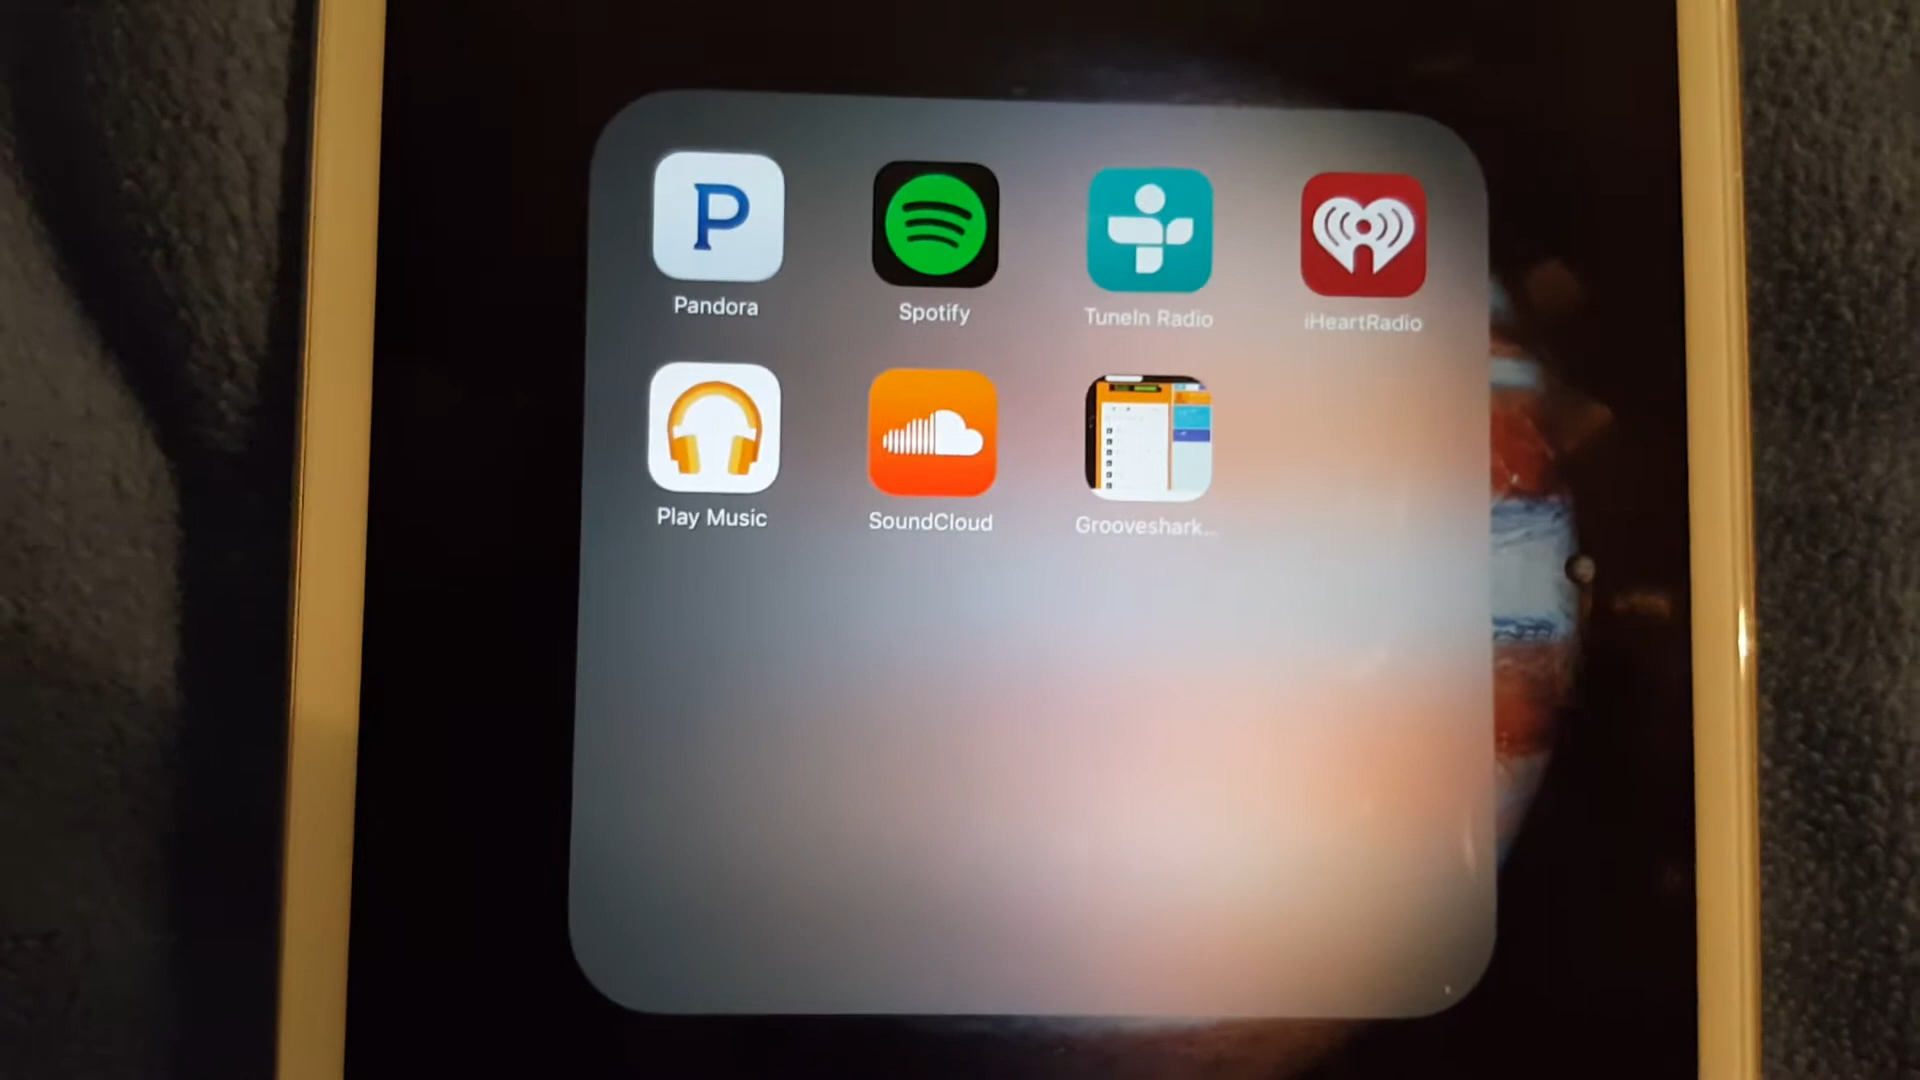 P
Pandora
Spotify
TuneIn Radio
iHeartRadio
Play Music
SoundCloud
Grooveshark...